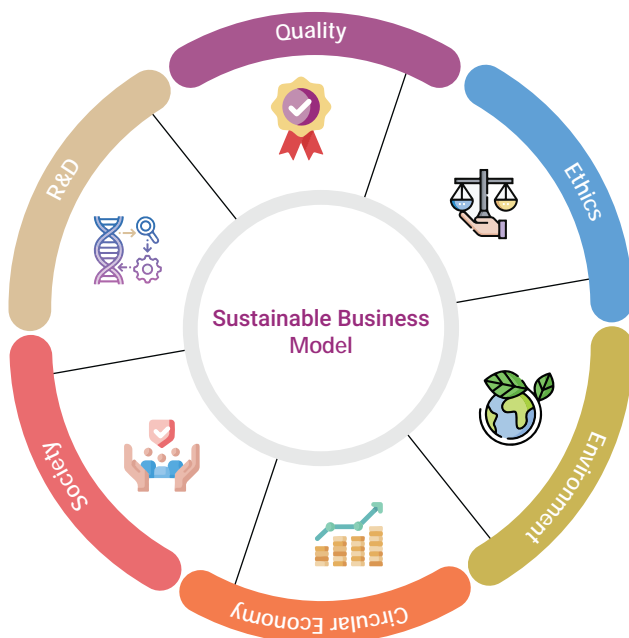 Quality
Ethics
Environment
Circular Economy
Society
R&D
Sustainable Business
Model